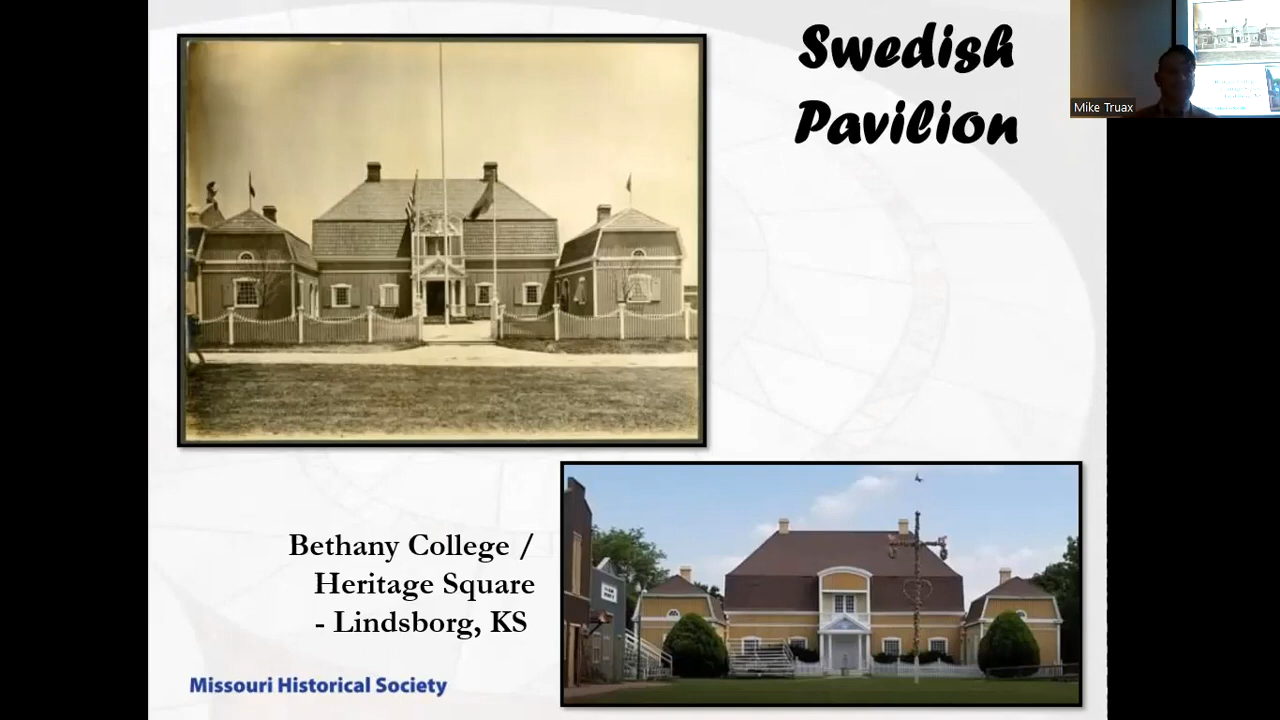 Swedish
Pavilion
Mike Truax
Bethany College /
Heritage Square
- Lindsborg, KS
Missouri Historical Society